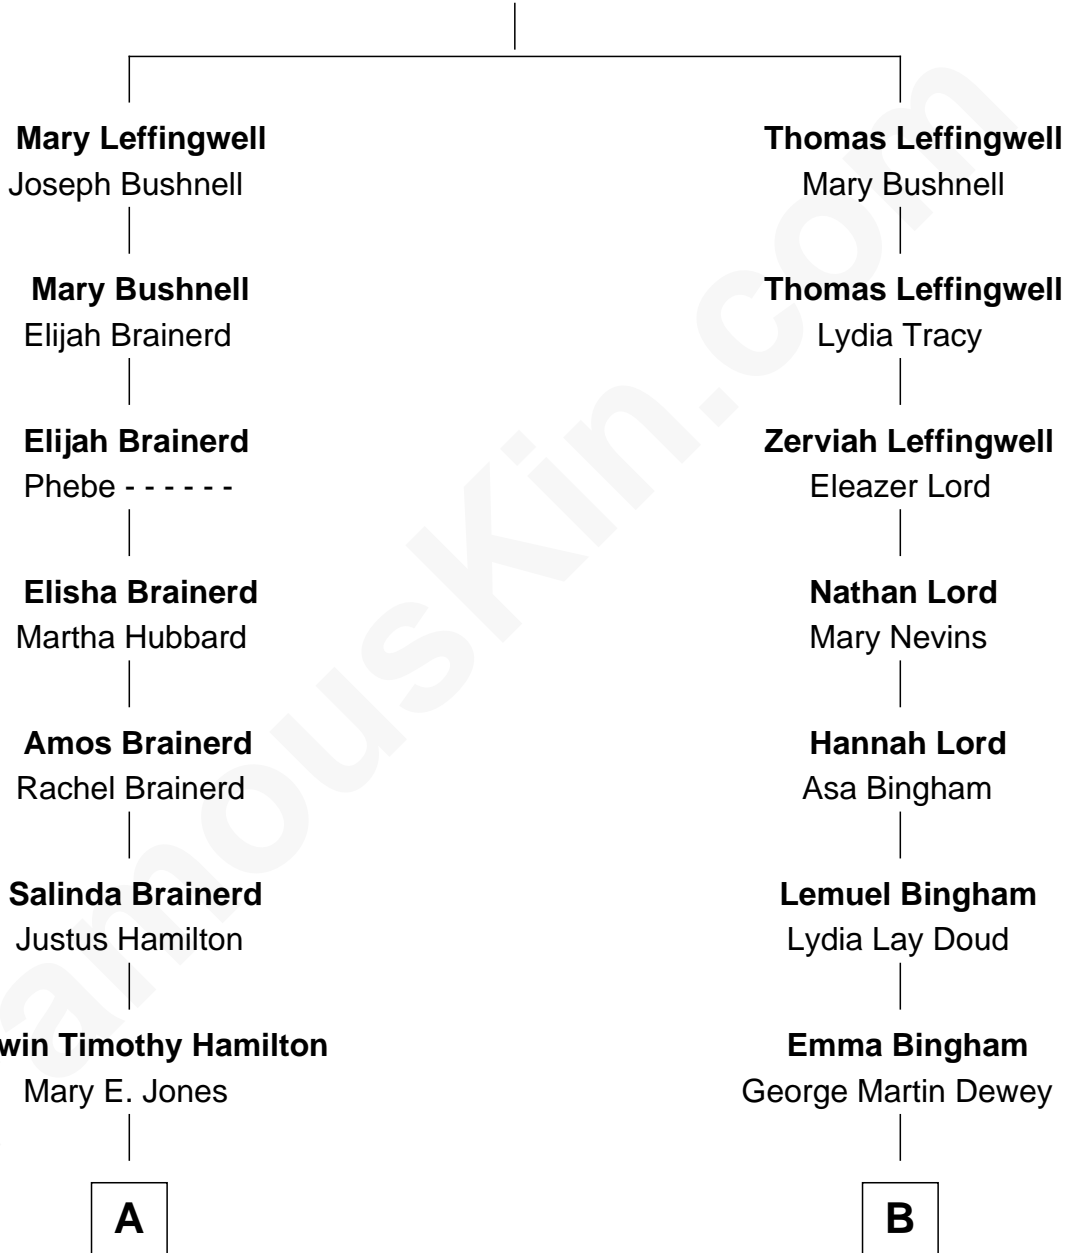 Mary Leffingwell
Joseph Bushnell
Thomas Leffingwell
Mary Bushnell
Mary Bushnell
Elijah Brainerd
Thomas Leffingwell
Lydia Tracy
Elijah Brainerd
Phebe - - - - - -
Zerviah Leffingwell
Eleazer Lord
Elisha Brainerd
Martha Hubbard
Nathan Lord
Mary Nevins
Amos Brainerd
Rachel Brainerd
Hannah Lord
Asa Bingham
Salinda Brainerd
Justus Hamilton
Lemuel Bingham
Lydia Lay Doud
win Timothy Hamilton
Mary E. Jones
Emma Bingham
George Martin Dewey
A
B
amouskin.com